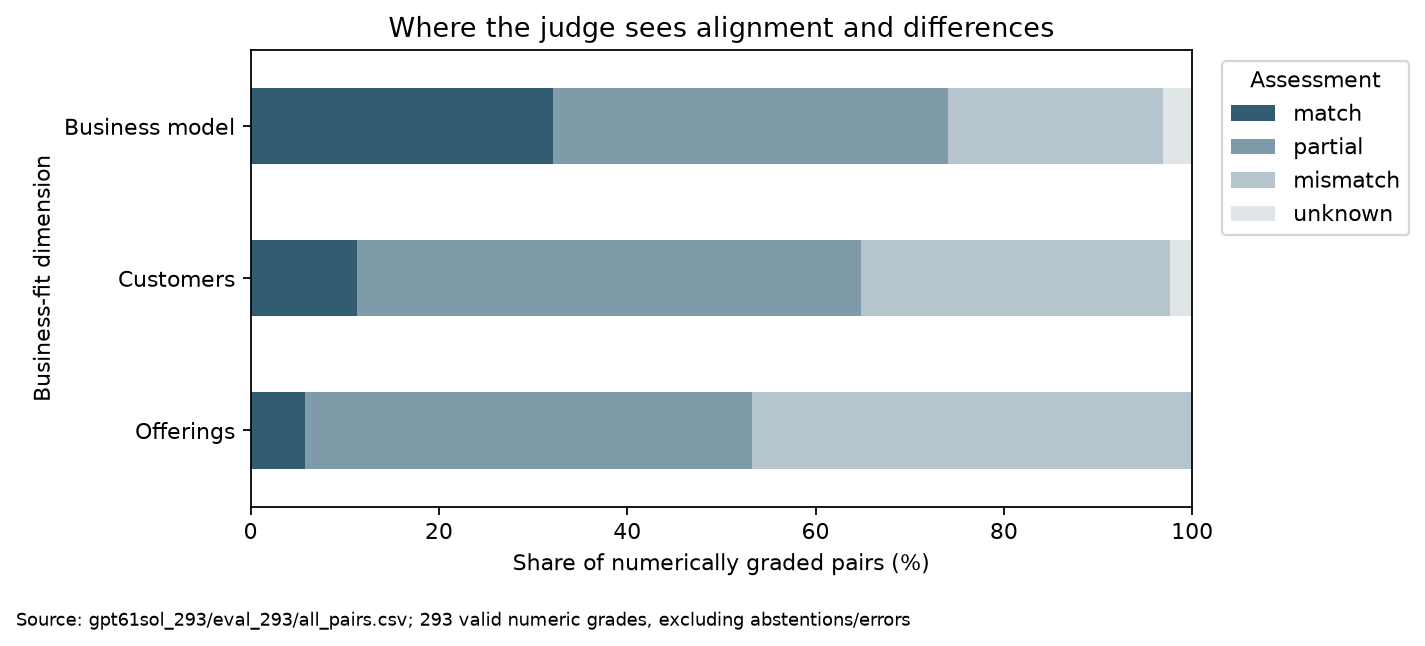 Where the judge sees alignment and differences
Assessment
match
partial
mismatch
unknown
Business-fit dimension
Business model
Customers
Offerings
0 20 40 60 80 100
Share of numerically graded pairs (%)
Source: gpt61sol_293/eval_293/all_pairs.csv; 293 valid numeric grades, excluding abstentions/errors